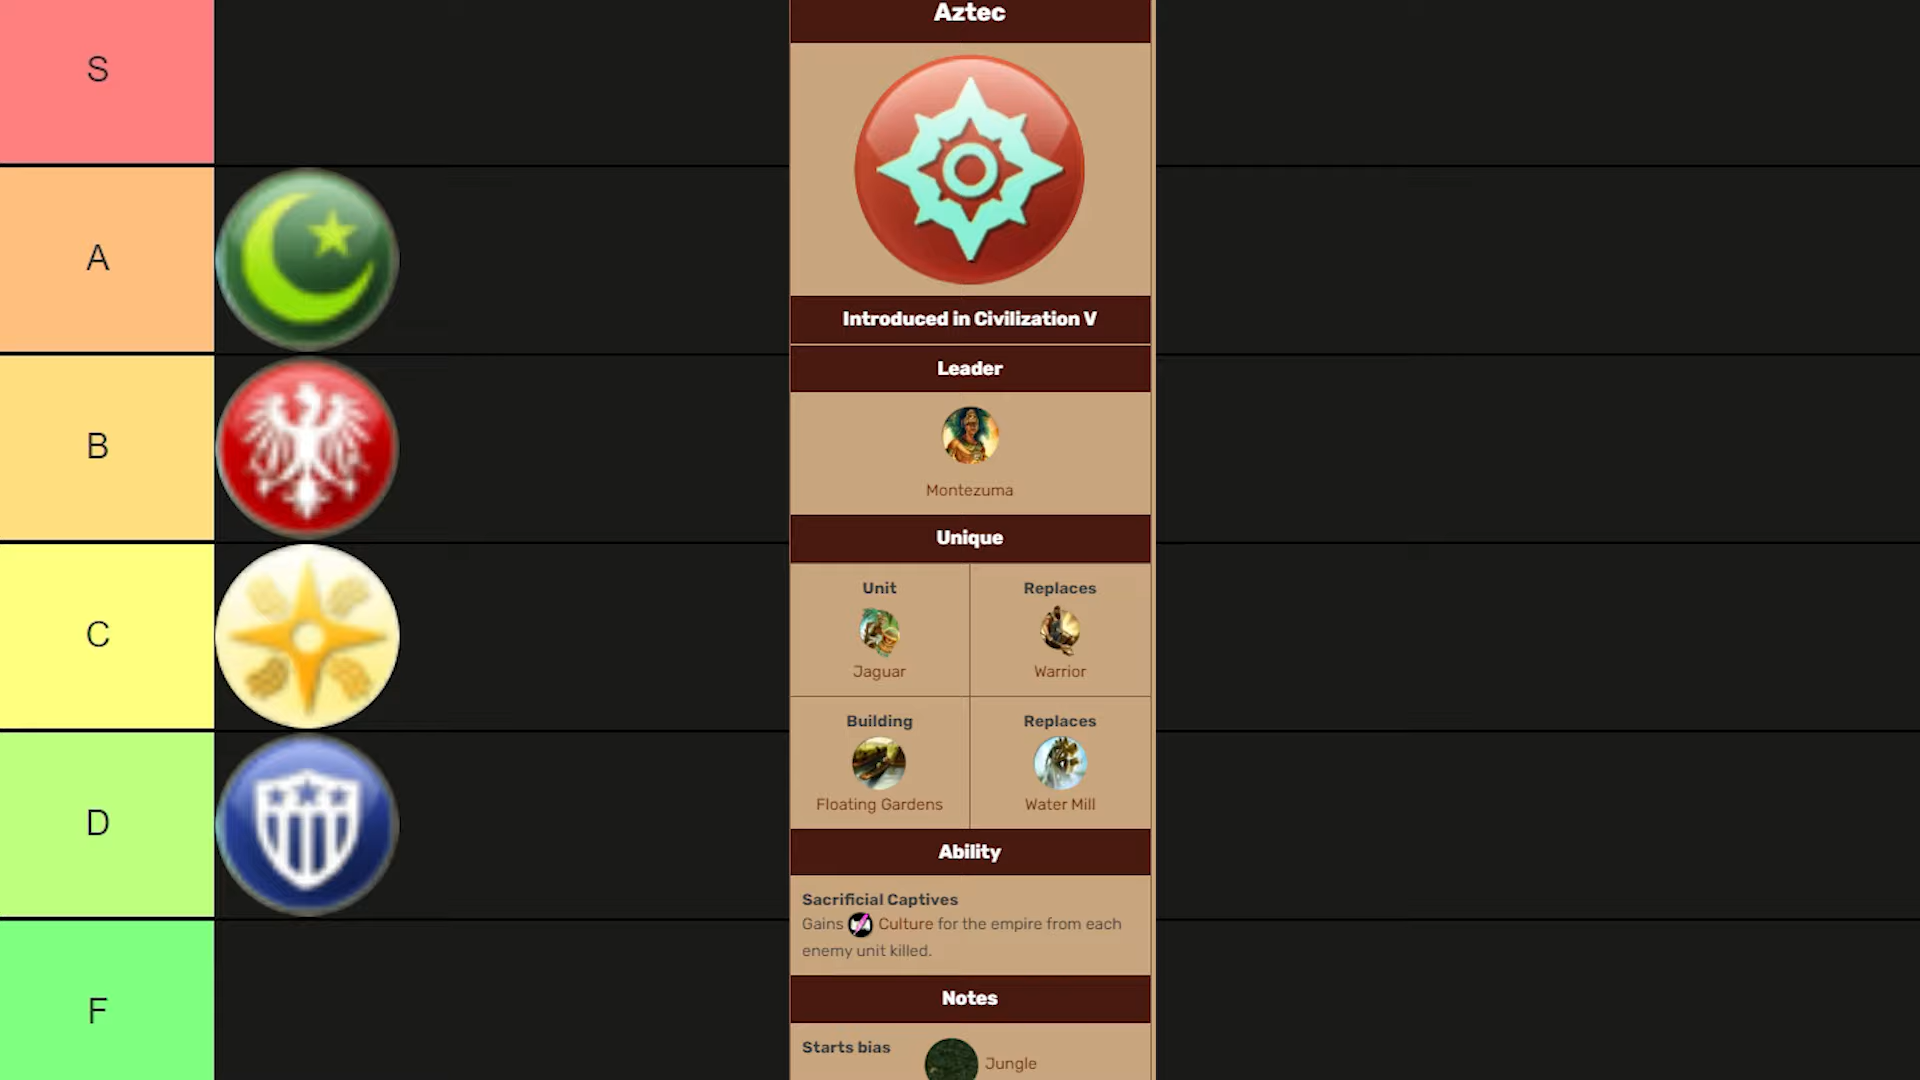 S
A
B
C
D
F
Aztec
Introduced in Civilization V
Leader
Montezuma
Unique
Unit
Replaces
Jaguar
Warrior
Building
Replaces
Floating Gardens
Water Mill
Ability
Sacrificial Captives
Gains Culture for the empire from each
enemy unit killed.
Notes
Starts bias
Jungle